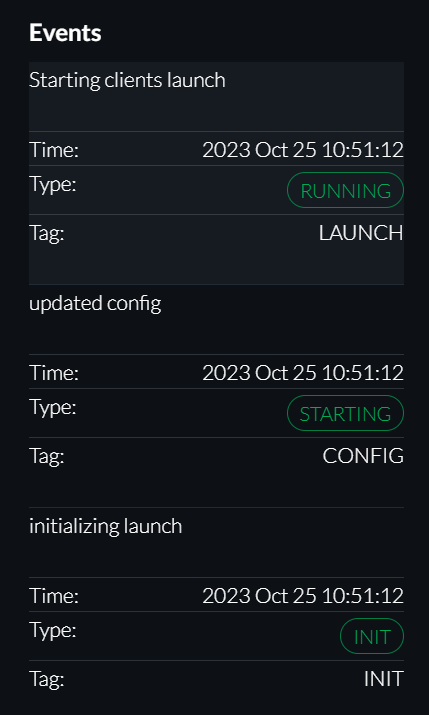 Events
Starting clients launch
Time: 2023 Oct 25 10:51:12
Type: RUNNING
Tag: LAUNCH
updated config
Time: 2023 Oct 25 10:51:12
Type: STARTING
Tag: CONFIG
initializing launch
Time: 2023 Oct 25 10:51:12
Type: INIT
Tag: INIT